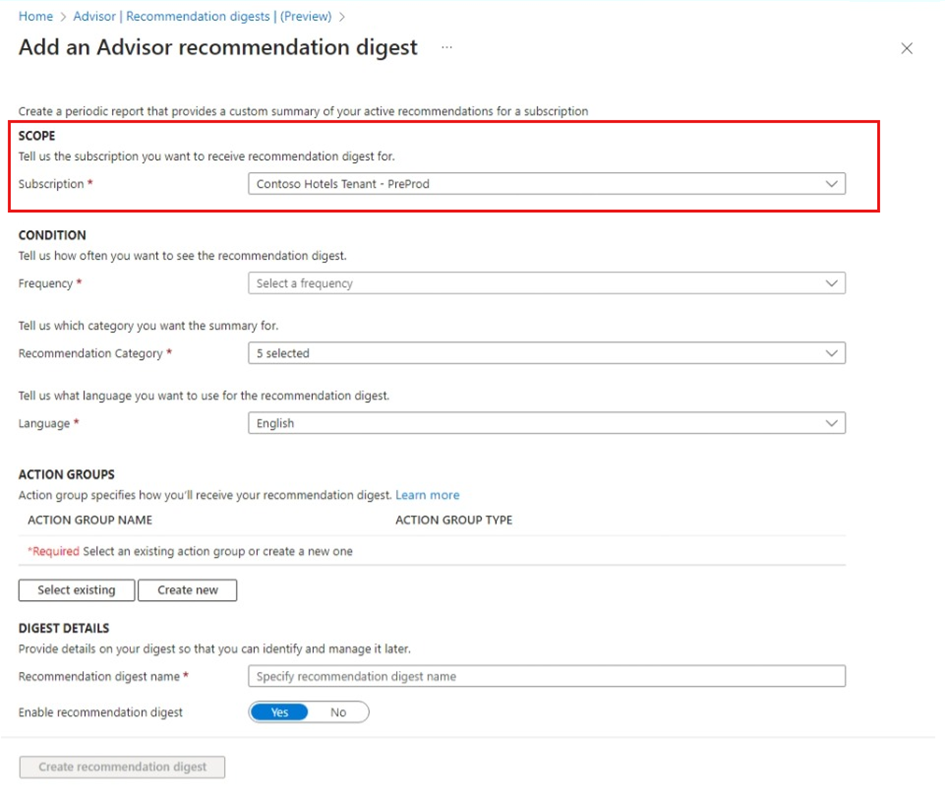 Home > Advisor | Recommendation digests | (Preview) >
Add an Advisor recommendation digest ...
Create a periodic report that provides a custom summary of your active recommendations for a subscription
SCOPE
Tell us the subscription you want to receive recommendation digest for.
Subscription * Contoso Hotels Tenant - PreProd
CONDITION
Tell us how often you want to see the recommendation digest.
Frequency * Select a frequency
Tell us which category you want the summary for.
Recommendation Category * 5 selected
Tell us what language you want to use for the recommendation digest.
Language * English
ACTION GROUPS
Action group specifies how you'll receive your recommendation digest. Learn more
ACTION GROUP NAME ACTION GROUP TYPE
*Required Select an existing action group or create a new one
Select existing Create new
DIGEST DETAILS
Provide details on your digest so that you can identify and manage it later.
Recommendation digest name * Specify recommendation digest name
Enable recommendation digest Yes No
Create recommendation digest